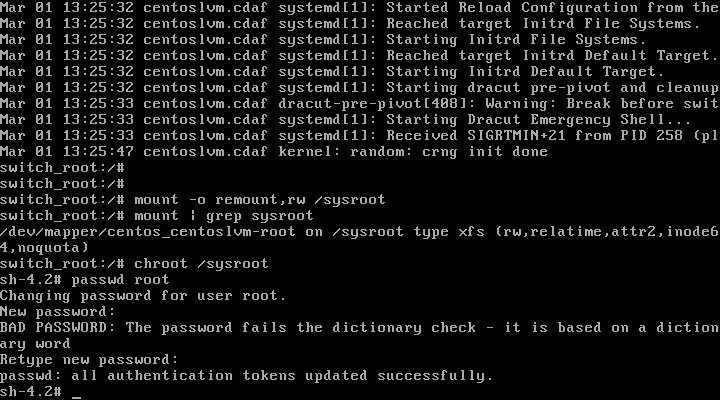 Mar 01 13:25:32 centoslvm.cdaf systemd[1]: Started Reload Configuration from the
Mar 01 13:25:32 centoslvm.cdaf systemd[1]: Reached target Initrd File Systems.
Mar 01 13:25:32 centoslvm.cdaf systemd[1]: Starting Initrd File Systems.
Mar 01 13:25:32 centoslvm.cdaf systemd[1]: Reached target Initrd Default Target.
Mar 01 13:25:32 centoslvm.cdaf systemd[1]: Starting Initrd Default Target.
Mar 01 13:25:32 centoslvm.cdaf systemd[1]: Starting dracut pre-pivot and cleanup
Mar 01 13:25:33 centoslvm.cdaf dracut-pre-pivot[408]: Warning: Break before swit
Mar 01 13:25:33 centoslvm.cdaf systemd[1]: Starting Dracut Emergency Shell...
Mar 01 13:25:33 centoslvm.cdaf systemd[1]: Received SIGRTMIN+21 from PID 258 (pl
Mar 01 13:25:47 centoslvm.cdaf kernel: random: crng init done
switch_root:/#
switch_root:/#
switch_root:/# mount -o remount,rw /sysroot
switch_root:/# mount | grep sysroot
/dev/mapper/centos_centoslvm-root on /sysroot type xfs (rw,relatime,attr2,inode6
4,noquota)
switch_root:/# chroot /sysroot
sh-4.2# passwd root
Changing password for user root.
New password:
BAD PASSWORD: The password fails the dictionary check - it is based on a diction
ary word
Retype new password:
passwd: all authentication tokens updated successfully.
sh-4.2# _